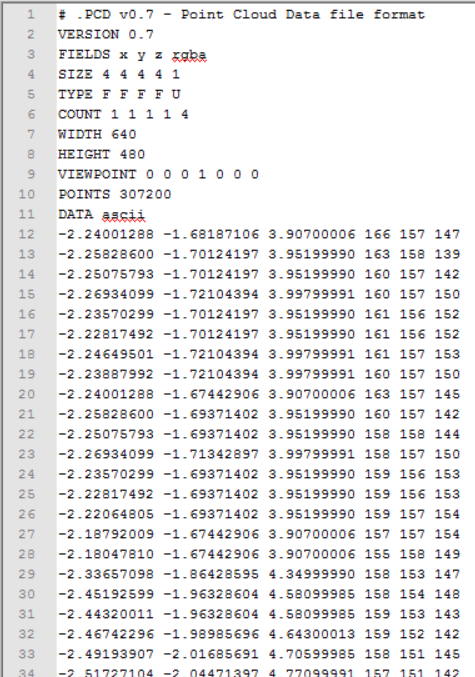 1 # .PCD v0.7 - Point Cloud Data file format
2 VERSION 0.7
3 FIELDS x y z rgba
4 SIZE 4 4 4 4 1
5 TYPE F F F F U
6 COUNT 1 1 1 1 4
7 WIDTH 640
8 HEIGHT 480
9 VIEWPOINT 0 0 0 1 0 0 0
10 POINTS 307200
11 DATA ascii
12 -2.24001288 -1.68187106 3.90700006 166 157 147
13 -2.25828600 -1.70124197 3.95199990 163 158 139
14 -2.25075793 -1.70124197 3.95199990 160 157 142
15 -2.26934099 -1.72104394 3.99799991 160 157 150
16 -2.23570299 -1.70124197 3.95199990 161 156 152
17 -2.22817492 -1.70124197 3.95199990 161 156 152
18 -2.24649501 -1.72104394 3.99799991 161 157 153
19 -2.23887992 -1.72104394 3.99799991 160 157 150
20 -2.24001288 -1.67442906 3.90700006 163 157 145
21 -2.25828600 -1.69371402 3.95199990 160 157 142
22 -2.25075793 -1.69371402 3.95199990 158 158 144
23 -2.26934099 -1.71342897 3.99799991 158 157 150
24 -2.23570299 -1.69371402 3.95199990 159 156 153
25 -2.22817492 -1.69371402 3.95199990 159 156 153
26 -2.22064805 -1.69371402 3.95199990 159 157 154
27 -2.18792009 -1.67442906 3.90700006 157 157 154
28 -2.18047810 -1.67442906 3.90700006 155 158 149
29 -2.33657098 -1.86428595 4.34999990 158 153 147
30 -2.45192599 -1.96328604 4.58099985 158 154 148
31 -2.44320011 -1.96328604 4.58099985 159 153 143
32 -2.46742296 -1.98985696 4.64300013 159 152 142
33 -2.49193907 -2.01685691 4.70599985 158 151 145
34 -2.51727104 -2.04471397 4.77099991 157 151 142